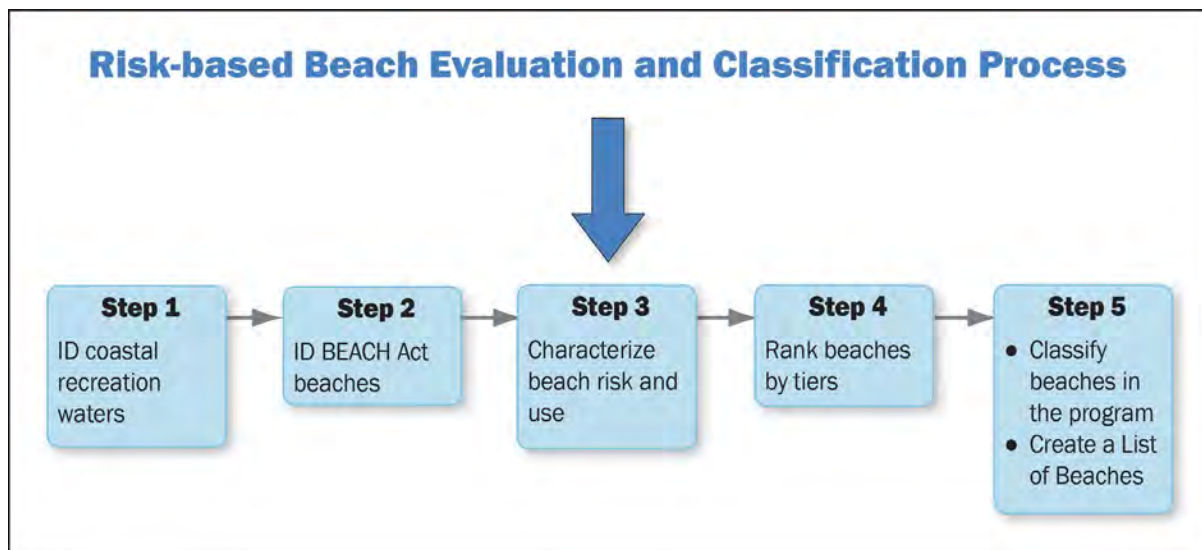 Risk-based Beach Evaluation and Classification Process
Step 1
ID coastal
recreation
waters
Step 2
ID BEACH Act
beaches
Step 3
Characterize
beach risk and
use
Step 4
Rank beaches
by tiers
Step 5
● Classify
beaches in
the program
● Create a List
of Beaches